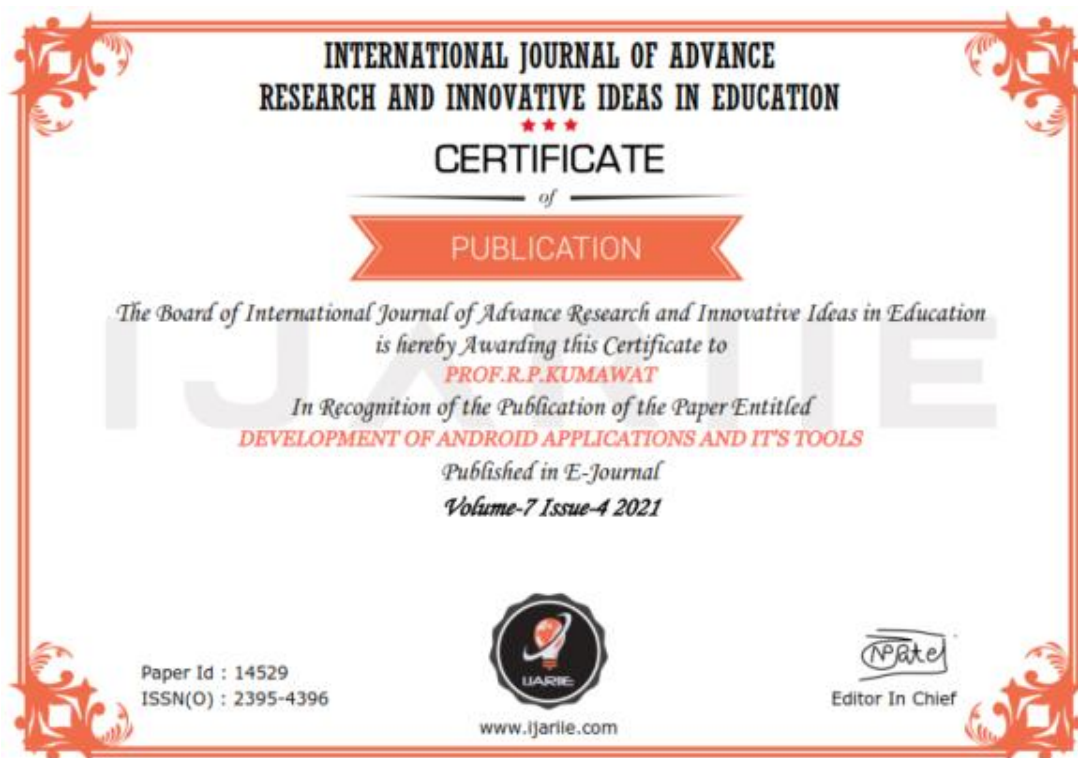 INTERNATIONAL JOURNAL OF ADVANCE
RESEARCH AND INNOVATIVE IDEAS IN EDUCATION
CERTIFICATE
of
PUBLICATION
The Board of International Journal of Advance Research and Innovative Ideas in Education
is hereby Awarding this Certificate to
PROF.R.P.KUMAWAT
In Recognition of the Publication of the Paper Entitled
DEVELOPMENT OF ANDROID APPLICATIONS AND IT'S TOOLS
Published in E-Journal
Volume-7 Issue-4 2021
IJARIIE
Paper Id : 14529
ISSN(O) : 2395-4396
IJARIIE
www.ijariie.com
NPatel
Editor In Chief